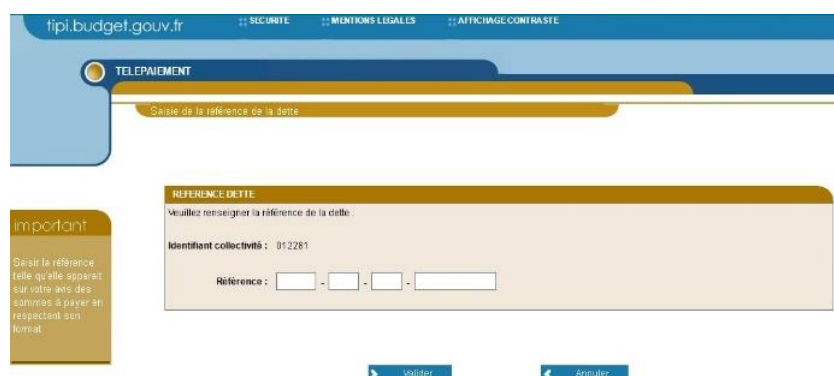 tipi.budget.gouv.fr
:: SECURITE :: MENTIONS LEGALES :: AFFICHAGE CONTRASTE
TELEPAIEMENT
Saisie de la référence de la dette
REFERENCE DETTE
Veuillez renseigner la référence de la dette :
Identifiant collectivité : 012281
Référence : - - -
important
Saisir la référence
telle qu'elle apparait
sur votre avis des
sommes à payer en
respectant son
format
Valider
Annuler